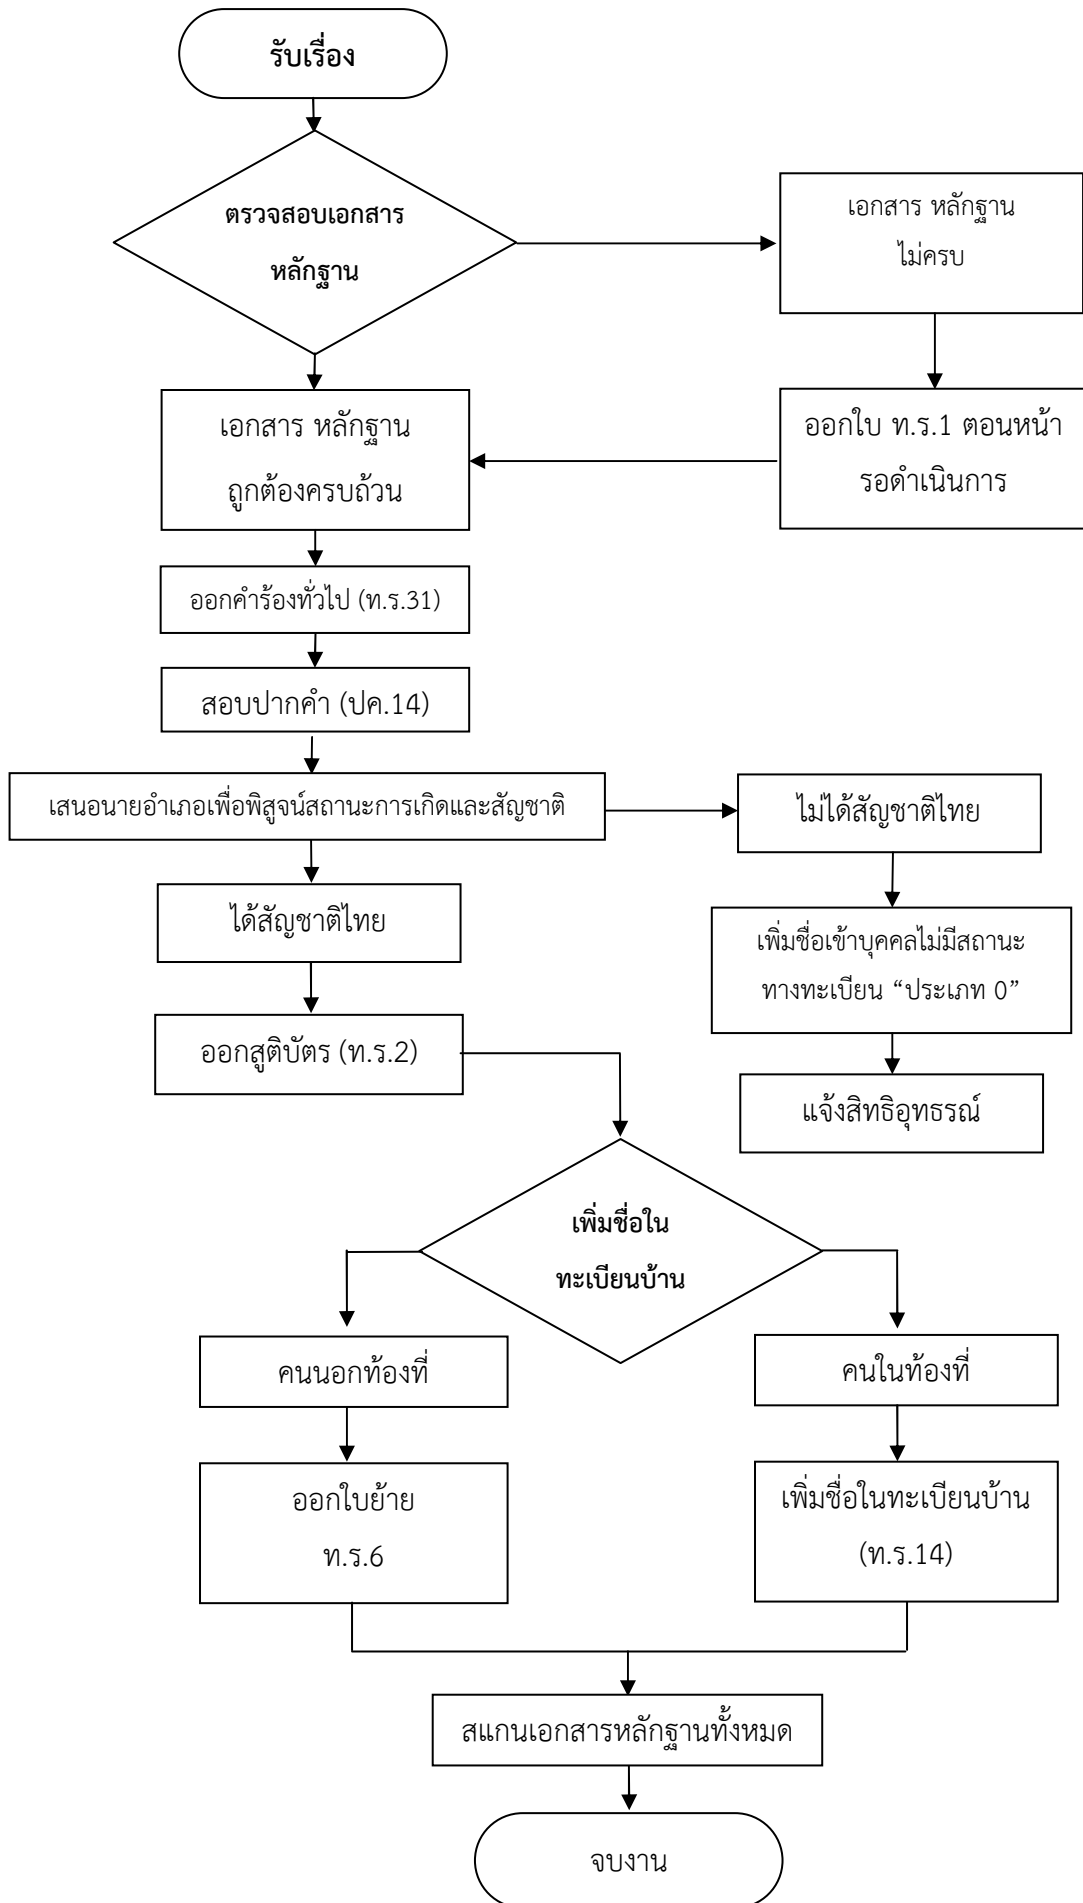 รับเรื่อง
ตรวจสอบเอกสาร
หลักฐาน
เอกสาร หลักฐาน
ไม่ครบ
เอกสาร หลักฐาน
ถูกต้องครบถ้วน
ออกใบ ท.ร.1 ตอนหน้า
รอดำเนินการ
ออกคำร้องทั่วไป (ท.ร.31)
สอบปากคำ (ปค.14)
เสนอนายอำเภอเพื่อพิสูจน์สถานะการเกิดและสัญชาติ
ไม่ได้สัญชาติไทย
ได้สัญชาติไทย
เพิ่มชื่อเข้าบุคคลไม่มีสถานะ
ทางทะเบียน “ประเภท 0”
ออกสูติบัตร (ท.ร.2)
แจ้งสิทธิอุทธรณ์
เพิ่มชื่อใน
ทะเบียนบ้าน
คนนอกท้องที่
คนในท้องที่
ออกใบย้าย
ท.ร.6
เพิ่มชื่อในทะเบียนบ้าน
(ท.ร.14)
สแกนเอกสารหลักฐานทั้งหมด
จบงาน